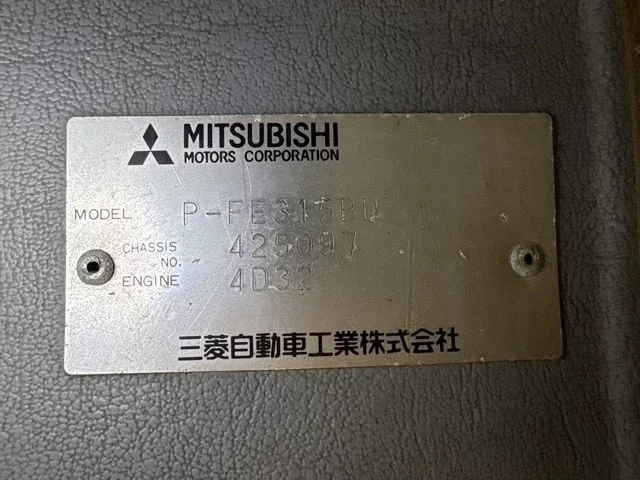 MITSUBISHI
MOTORS CORPORATION
MODEL P-FE315BD
CHASSIS NO. 425097
ENGINE 4D32
三菱自動車工業株式会社